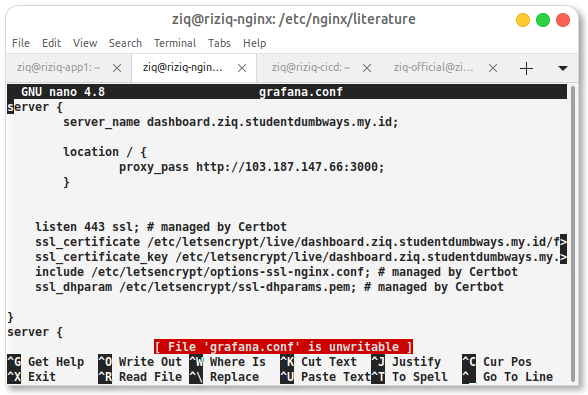 ziq@riziq-nginx: /etc/nginx/literature
File Edit View Search Terminal Tabs Help
ziq@riziq-app1: ~ × ziq@riziq-ngin… × ziq@riziq-cicd: ~ × ziq-official@zi… ×
GNU nano 4.8 grafana.conf
server {
server_name dashboard.ziq.studentdumbways.my.id;
location / {
proxy_pass http://103.187.147.66:3000;
}
listen 443 ssl; # managed by Certbot
ssl_certificate /etc/letsencrypt/live/dashboard.ziq.studentdumbways.my.id/f>
ssl_certificate_key /etc/letsencrypt/live/dashboard.ziq.studentdumbways.my.>
include /etc/letsencrypt/options-ssl-nginx.conf; # managed by Certbot
ssl_dhparam /etc/letsencrypt/ssl-dhparams.pem; # managed by Certbot
}
server {
[ File 'grafana.conf' is unwritable ]
^G Get Help ^O Write Out ^W Where Is ^K Cut Text ^J Justify ^C Cur Pos
^X Exit ^R Read File ^\ Replace ^U Paste Text ^T To Spell ^_ Go To Line